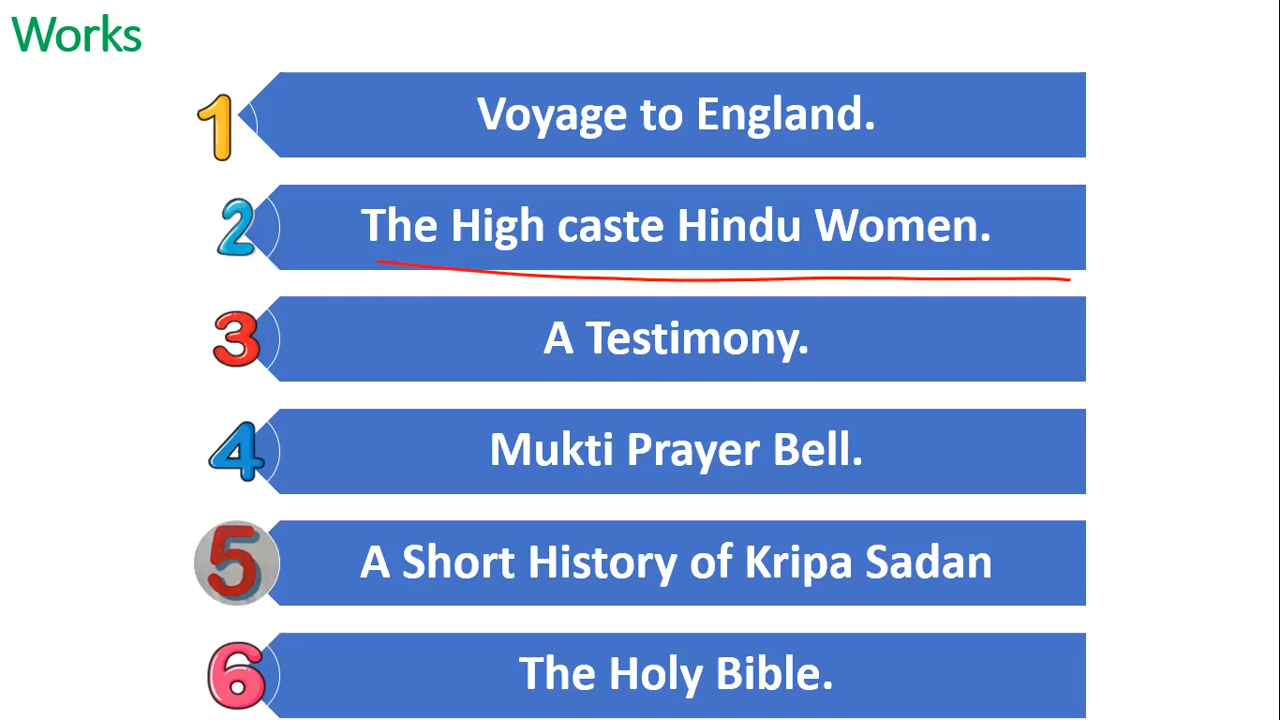 Works
1 Voyage to England.
2 The High caste Hindu Women.
3 A Testimony.
4 Mukti Prayer Bell.
5 A Short History of Kripa Sadan
6 The Holy Bible.